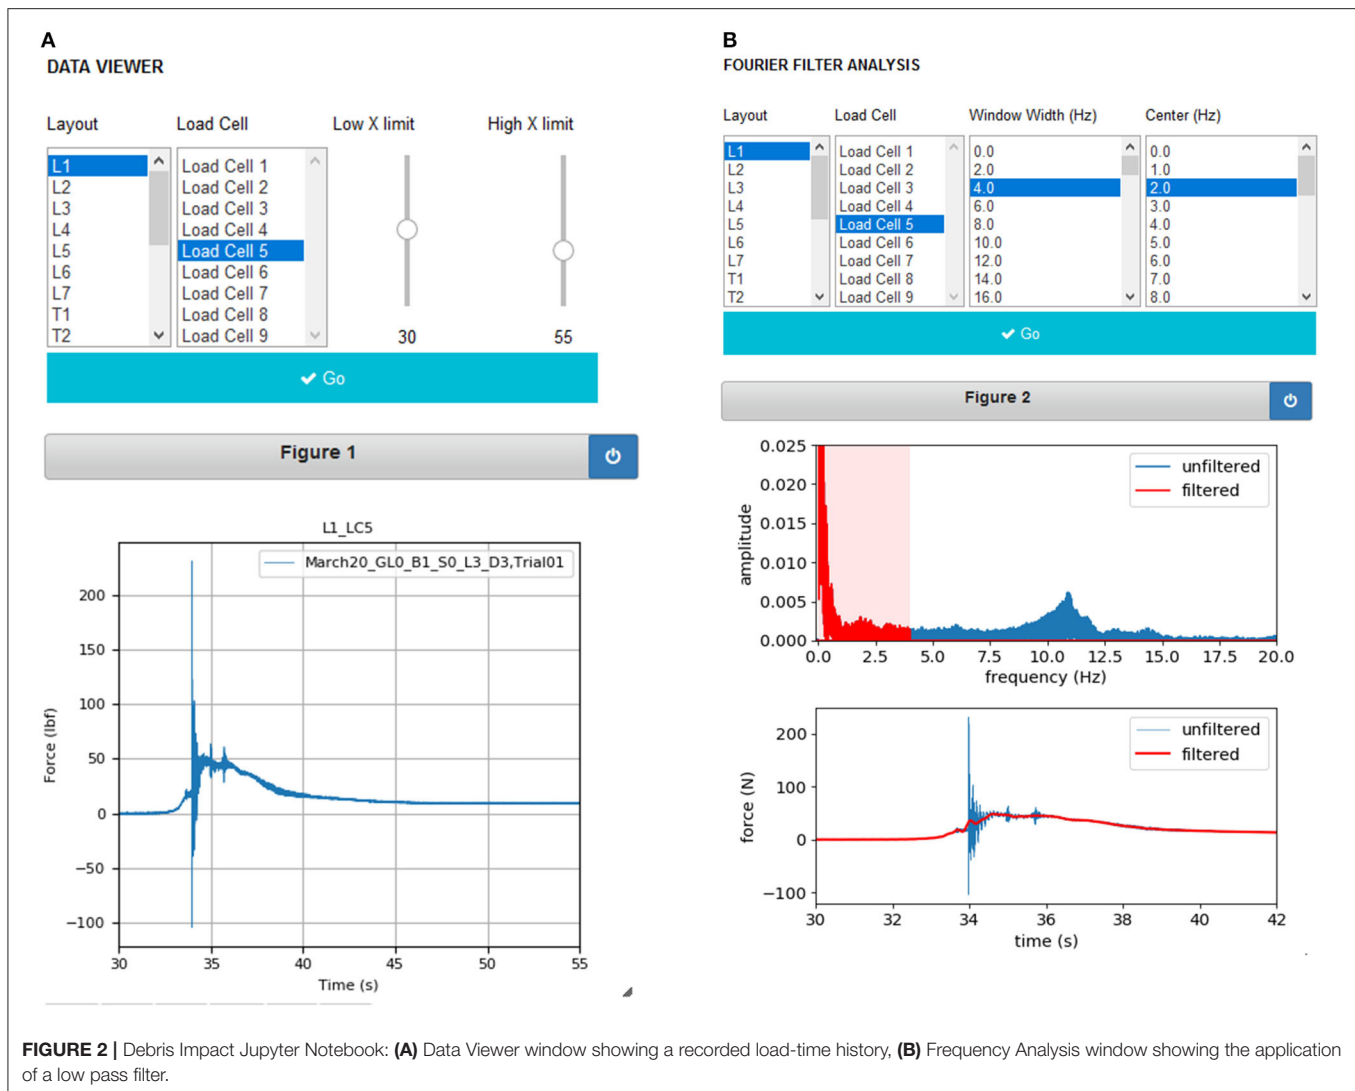 A
DATA VIEWER
Layout Load Cell Low X limit High X limit
L1 Load Cell 1
L2 Load Cell 2
L3 Load Cell 3
L4 Load Cell 4
L5 Load Cell 5
L6 Load Cell 6
L7 Load Cell 7
T1 Load Cell 8
T2 Load Cell 9
30 55
Go
Figure 1
L1_LC5
March20_GL0_B1_S0_L3_D3,Trial01
Force (lbf)
200
150
100
50
0
−50
−100
30 35 40 45 50 55
Time (s)
B
FOURIER FILTER ANALYSIS
Layout Load Cell Window Width (Hz) Center (Hz)
L1 Load Cell 1 0.0 0.0
L2 Load Cell 2 2.0 1.0
L3 Load Cell 3 4.0 2.0
L4 Load Cell 4 6.0 3.0
L5 Load Cell 5 8.0 4.0
L6 Load Cell 6 10.0 5.0
L7 Load Cell 7 12.0 6.0
T1 Load Cell 8 14.0 7.0
T2 Load Cell 9 16.0 8.0
Go
Figure 2
unfiltered
filtered
amplitude
0.025
0.020
0.015
0.010
0.005
0.000
0.0 2.5 5.0 7.5 10.0 12.5 15.0 17.5 20.0
frequency (Hz)
unfiltered
filtered
force (N)
200
100
0
−100
30 32 34 36 38 40 42
time (s)
FIGURE 2 | Debris Impact Jupyter Notebook: (A) Data Viewer window showing a recorded load-time history, (B) Frequency Analysis window showing the application
of a low pass filter.